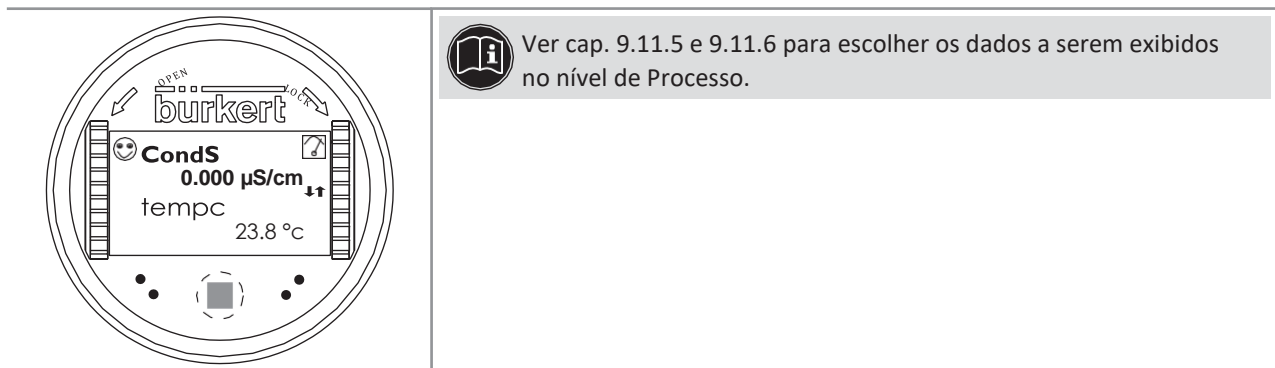 OPEN
LOCK
bürkert
CondS
0.000 µS/cm
tempc
23.8 °c
i
Ver cap. 9.11.5 e 9.11.6 para escolher os dados a serem exibidos
no nível de Processo.